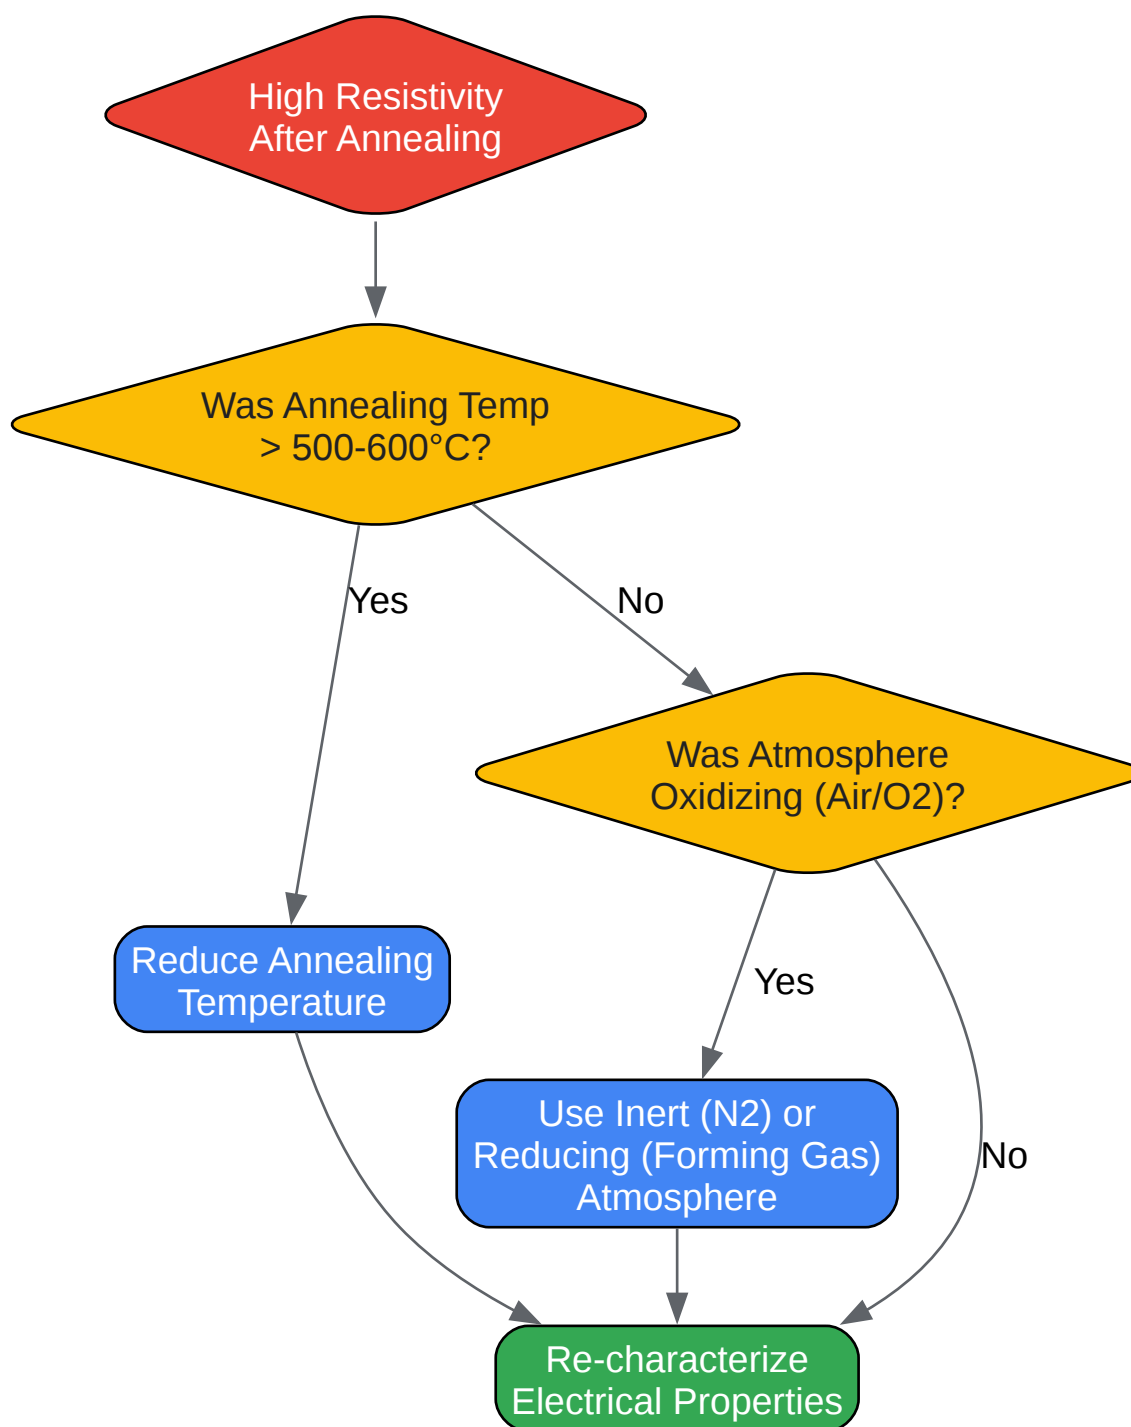 High Resistivity
After Annealing
Was Annealing Temp
> 500-600°C?
Yes
No
Was Atmosphere
Oxidizing (Air/O2)?
Reduce Annealing
Temperature
Yes
Use Inert (N2) or
Reducing (Forming Gas)
Atmosphere
No
Re-characterize
Electrical Properties